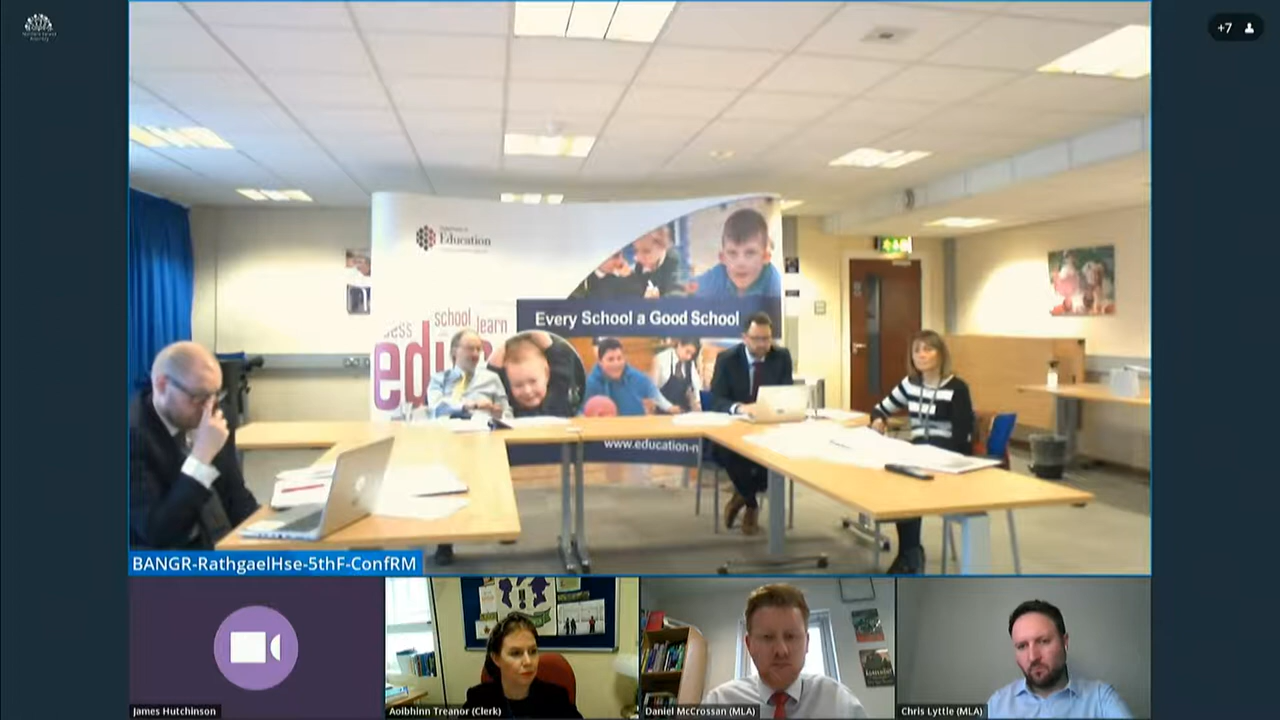 +7
Education
Every School a Good School
school
learn
edu
www.education-n
BANGR-RathgaelHse-5thF-ConfRM
James Hutchinson
Aoibhinn Treanor (Clerk)
Daniel McCrossan (MLA)
Chris Lyttle (MLA)